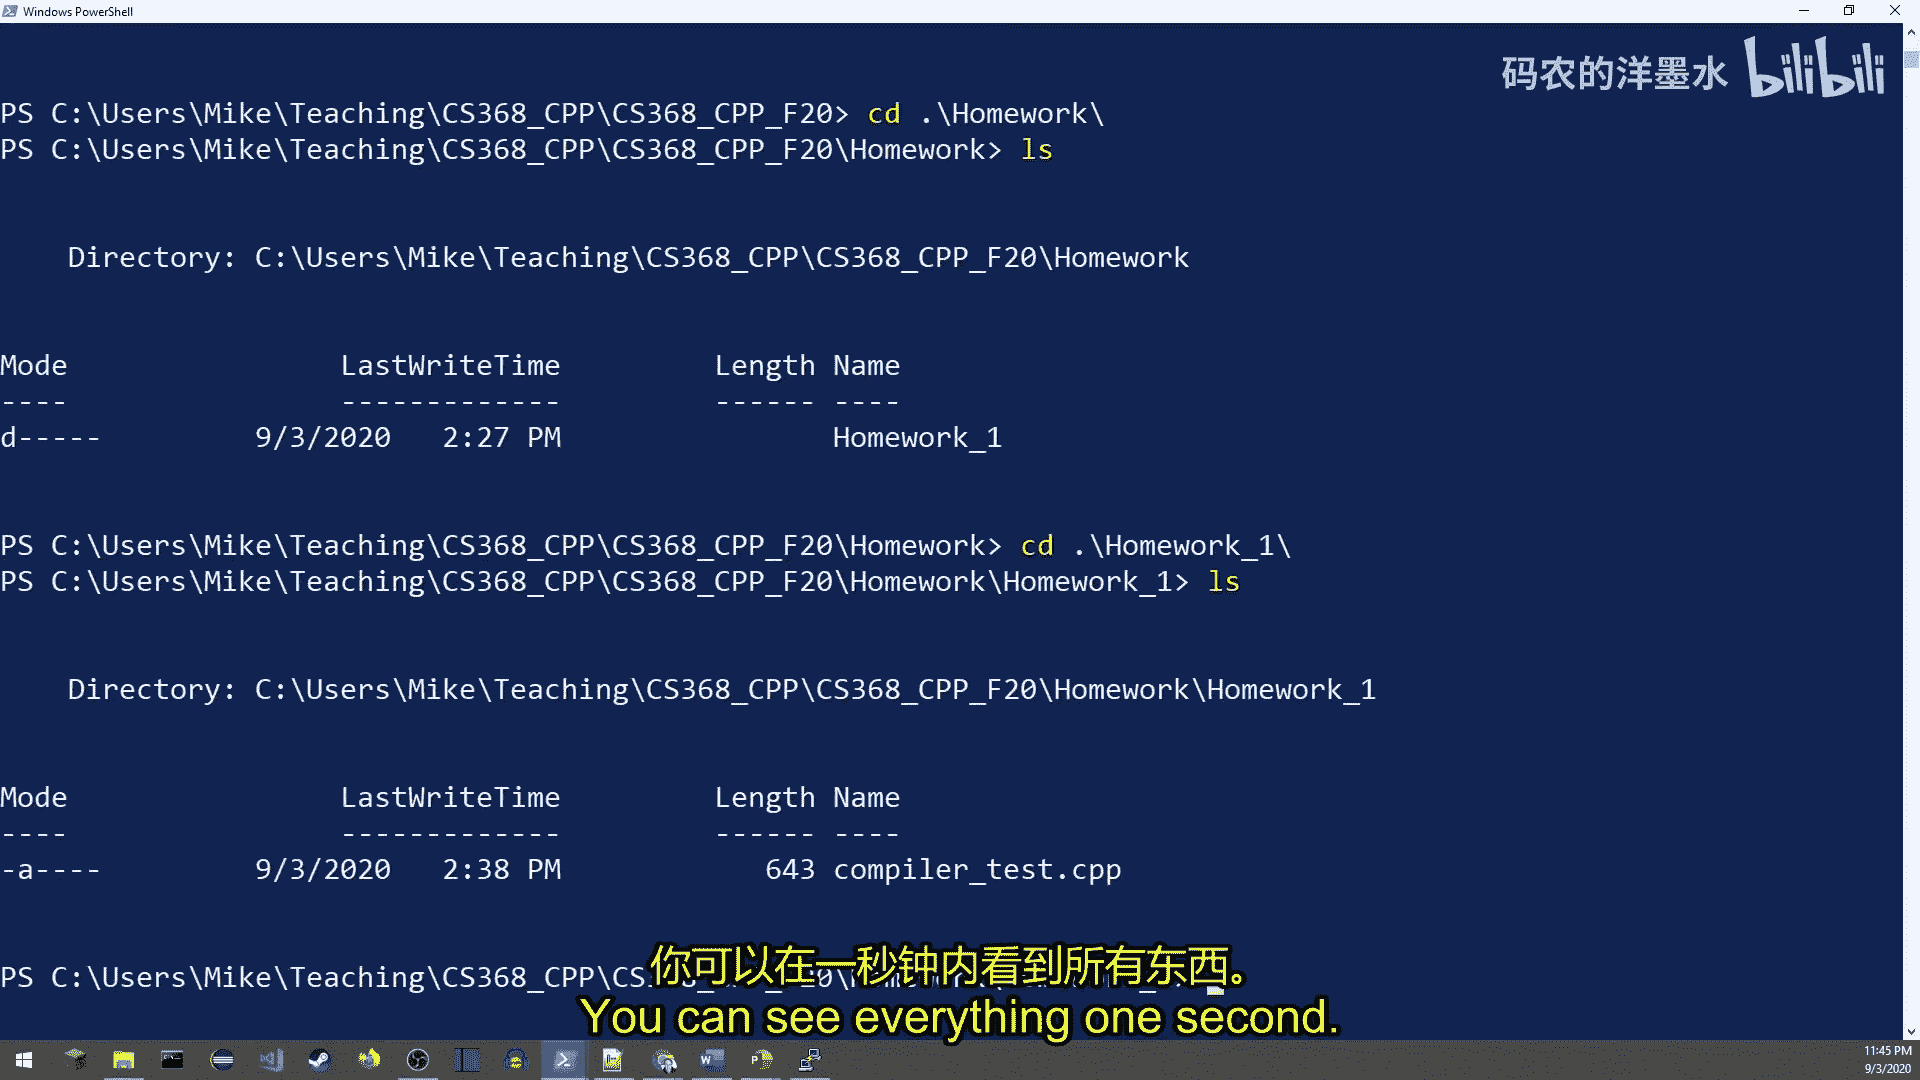 Windows PowerShell
码农的洋墨水 bilibili
PS C:\Users\Mike\Teaching\CS368_CPP\CS368_CPP_F20> cd .\Homework\
PS C:\Users\Mike\Teaching\CS368_CPP\CS368_CPP_F20\Homework> ls
Directory: C:\Users\Mike\Teaching\CS368_CPP\CS368_CPP_F20\Homework
Mode LastWriteTime Length Name
---- ------------- ------ ----
d----- 9/3/2020 2:27 PM Homework_1
PS C:\Users\Mike\Teaching\CS368_CPP\CS368_CPP_F20\Homework> cd .\Homework_1\
PS C:\Users\Mike\Teaching\CS368_CPP\CS368_CPP_F20\Homework\Homework_1> ls
Directory: C:\Users\Mike\Teaching\CS368_CPP\CS368_CPP_F20\Homework\Homework_1
Mode LastWriteTime Length Name
---- ------------- ------ ----
-a---- 9/3/2020 2:38 PM 643 compiler_test.cpp
PS C:\Users\Mike\Teaching\CS368_CPP\CS
你可以在一秒钟内看到所有东西。
You can see everything one second.
11:45 PM
9/3/2020